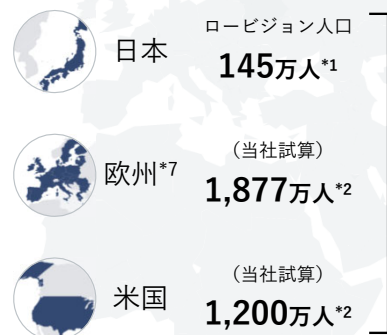 ロービジョン人口
日本
145万人*1
（当社試算）
欧州*7
1,877万人*2
（当社試算）
米国
1,200万人*2